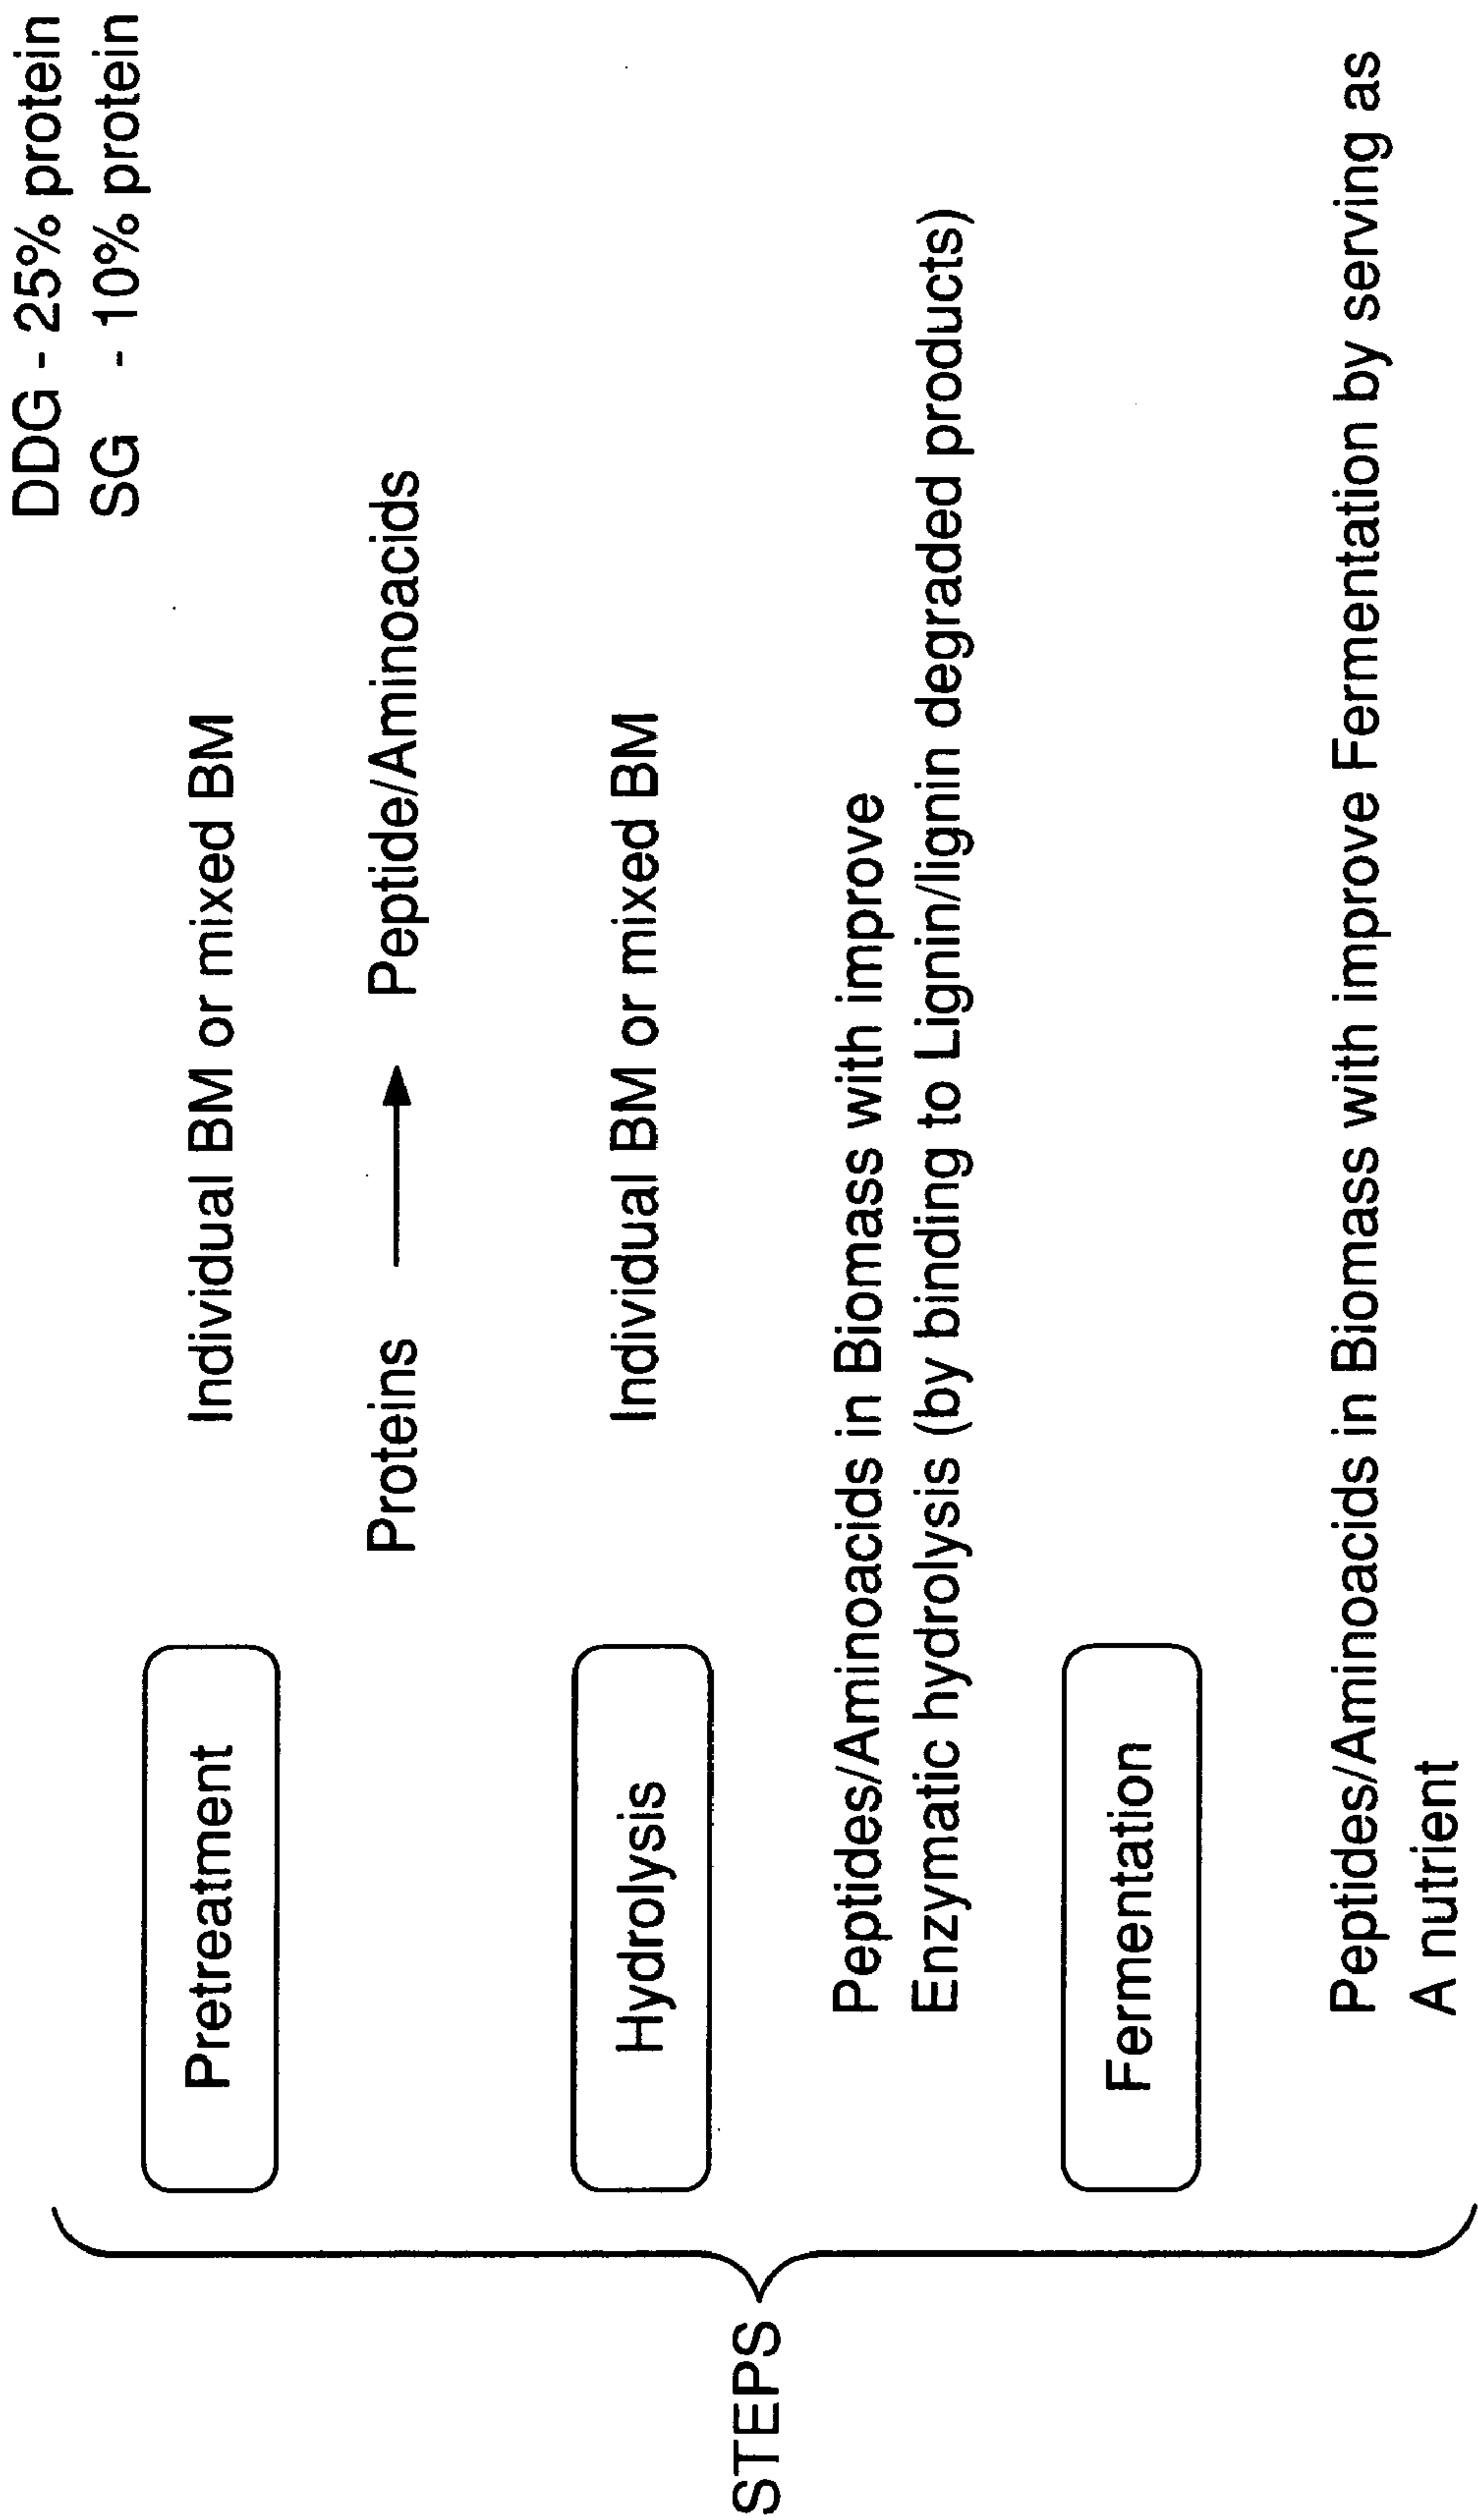 DDG - 25% protein
SG - 10% protein
Pretreatment
Individual BM or mixed BM
Proteins
Peptide/Aminoacids
Hydrolysis
Individual BM or mixed BM
STEPS
Peptides/Aminoacids in Biomass with improve
Enzymatic hydrolysis (by binding to Lignin/lignin degraded products)
Fermentation
Peptides/Aminoacids in Biomass with improve Fermentation by serving as
A nutrient